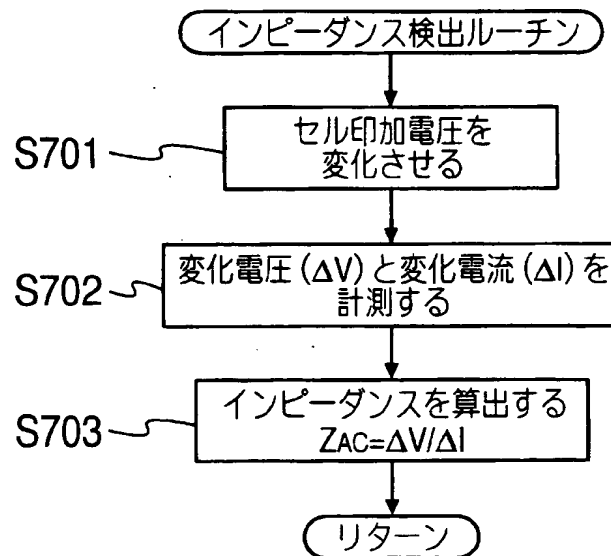 インピーダンス検出ルーチン
S701
セル印加電圧を
変化させる
S702
変化電圧(ΔV)と変化電流(ΔI)を
計測する
S703
インピーダンスを算出する
ZAC=ΔV/ΔI
リターン